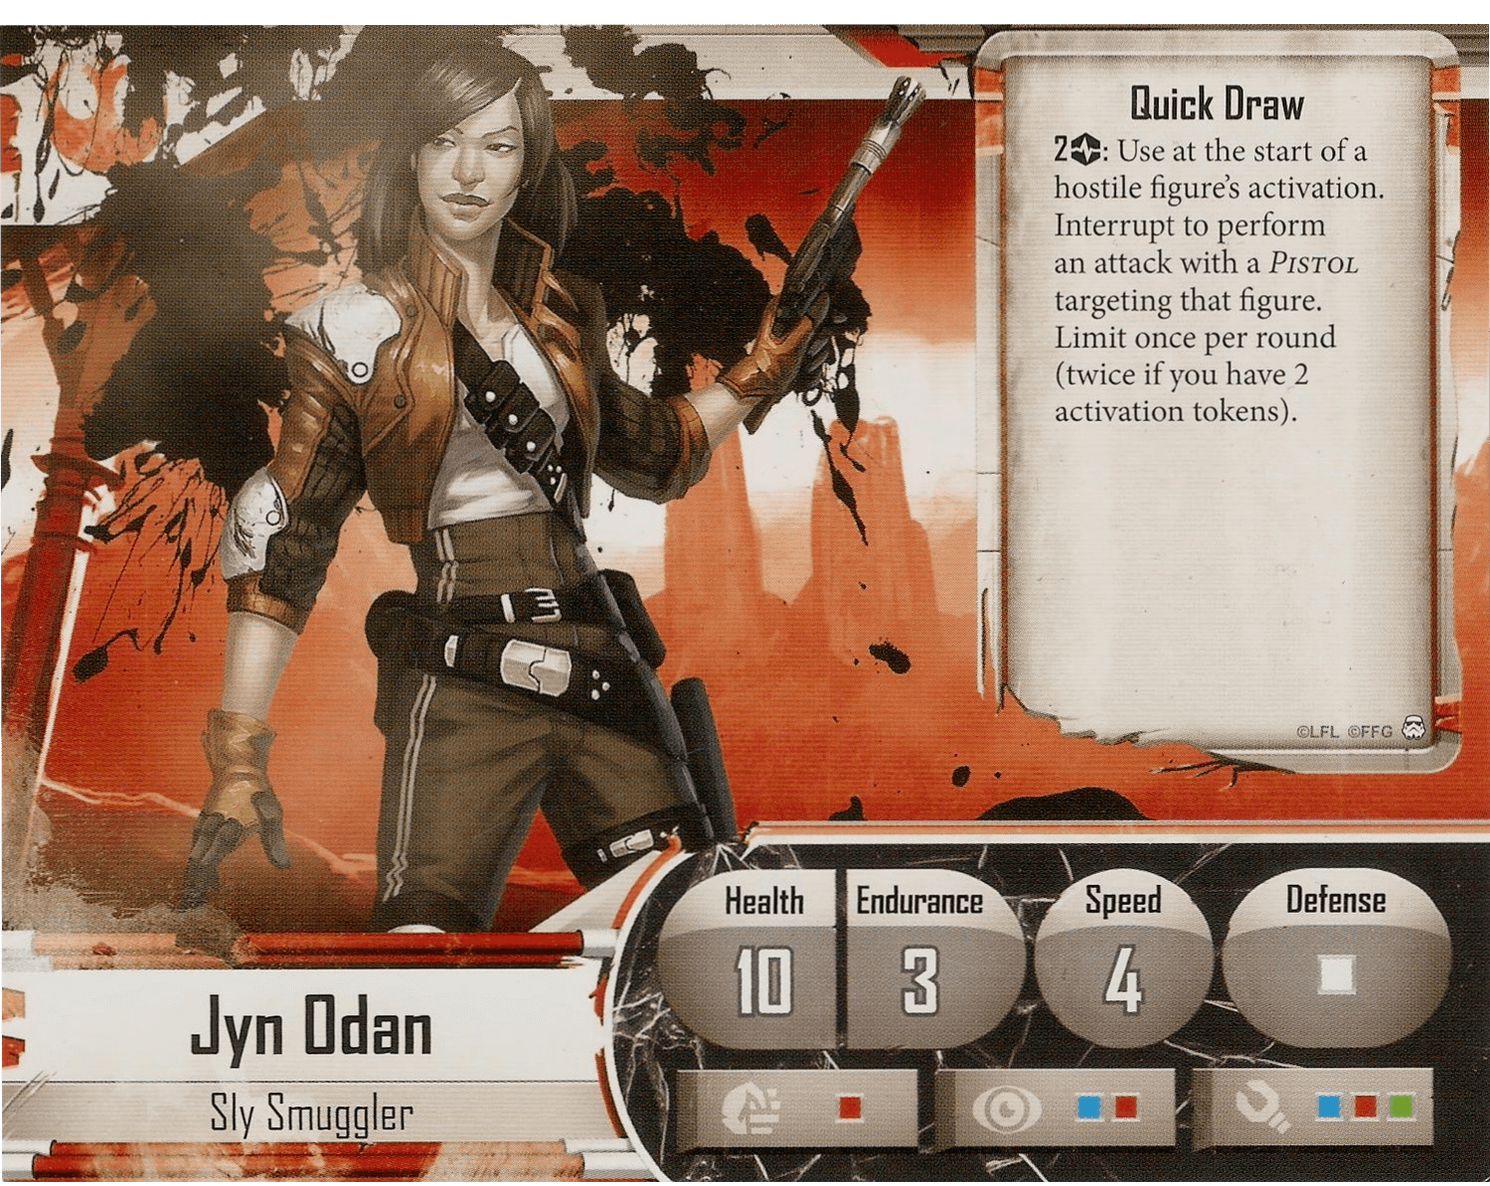 Quick Draw
2: Use at the start of a
hostile figure's activation.
Interrupt to perform
an attack with a PISTOL
targeting that figure.
Limit once per round
(twice if you have 2
activation tokens).
©LFL ©FFG
Health Endurance Speed Defense
10 3 4
Jyn Odan
Sly Smuggler